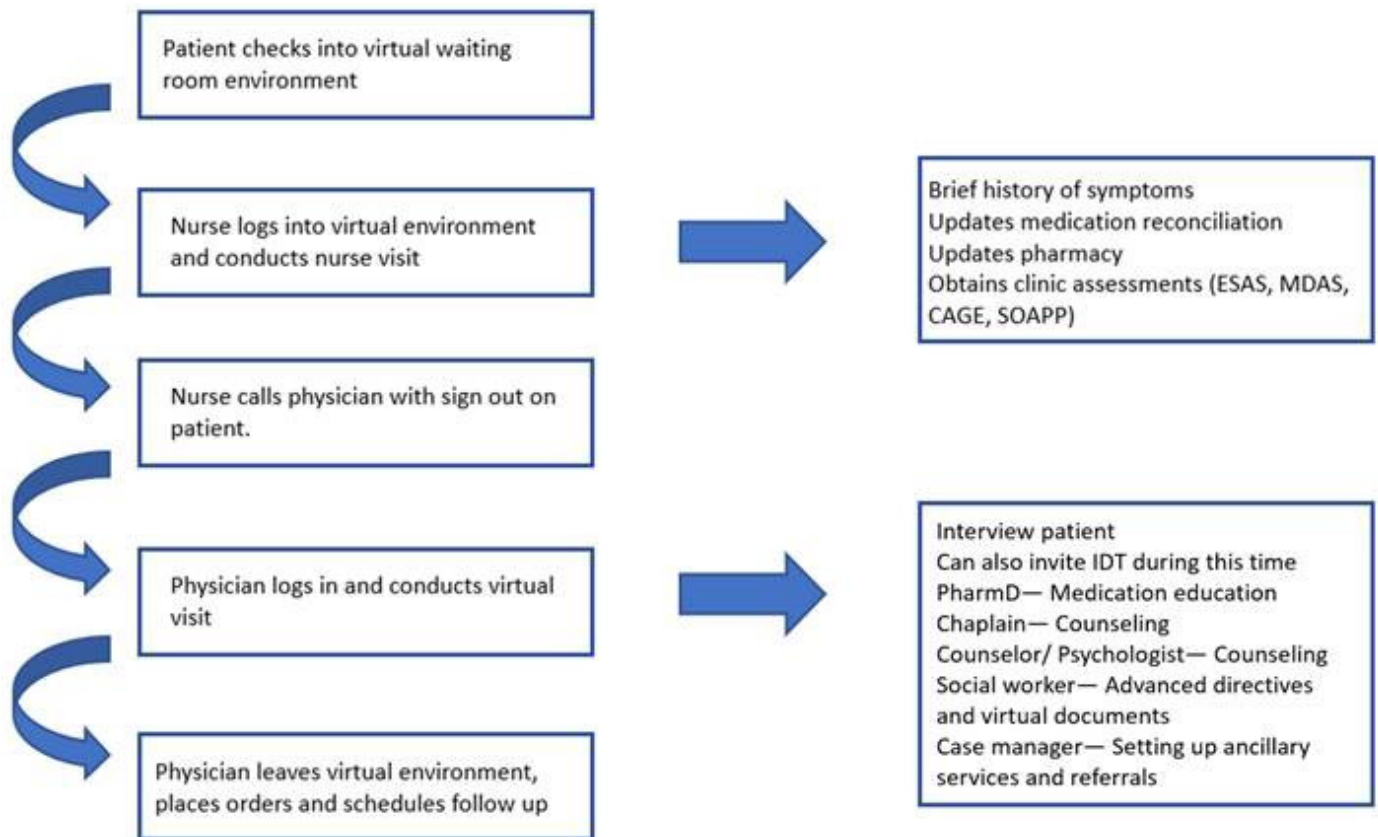 Patient checks into virtual waiting
room environment
Nurse logs into virtual environment
and conducts nurse visit
Brief history of symptoms
Updates medication reconciliation
Updates pharmacy
Obtains clinic assessments (ESAS, MDAS,
CAGE, SOAPP)
Nurse calls physician with sign out on
patient.
Physician logs in and conducts virtual
visit
Interview patient
Can also invite IDT during this time
PharmD— Medication education
Chaplain— Counseling
Counselor/ Psychologist— Counseling
Social worker— Advanced directives
and virtual documents
Case manager— Setting up ancillary
services and referrals
Physician leaves virtual environment,
places orders and schedules follow up